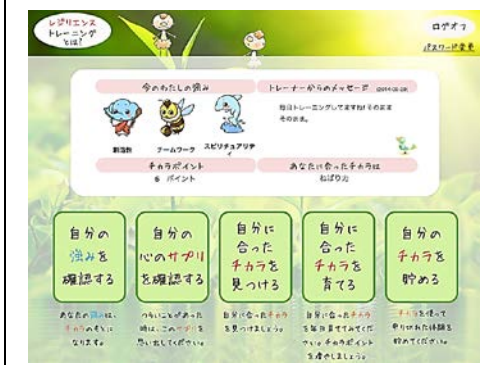 レジリエンス
トレーニング
とは?
ログオフ
パスワード変更
今のわたしの強み
トレーナーからのメッセージ
毎日トレーニングしてますね!そのまま
そのまま。
創造性
チームワーク
スピリチュアリテ
ィ
チカラポイント
6 ポイント
あなたに合ったチカラは
ねばり力
自分の
強みを
確認する
自分の
心のサプリ
を確認する
自分に
合った
チカラを
見つける
自分に
合った
チカラを
育てる
自分の
チカラを
貯める
あなたの強みは、
チカラのもとに
なります。
つらいことがあった
時は、このサプリを
思い出してください。
自分に合ったチカラ
を見つけましょう。
自分に合ったチカラ
を毎日育ててみてくだ
さい。チカラポイント
を増やしましょう。
チカラを使って
やりとげた体験を
貯めてください。